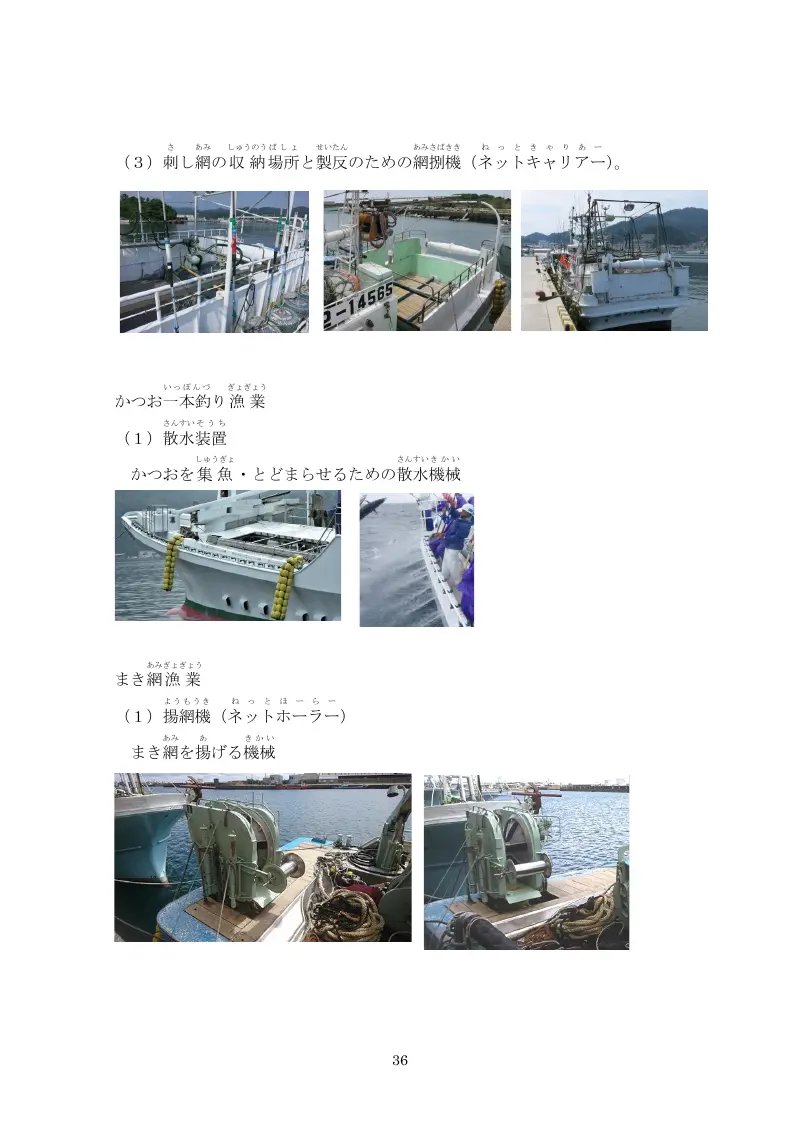 さ あみ しゅうのうばしょ せいたん あみさばきき ねっときゃりあー
（３）刺し網の収納場所と製反のための網捌機（ネットキャリアー）。
2-14565
いっぽんづ ぎょぎょう
かつお一本釣り漁業
さんすいそうち
（１）散水装置
しゅうぎょ さんすいきかい
かつおを集魚・とどまらせるための散水機械
あみぎょぎょう
まき網漁業
ようもうき ねっとほーらー
（１）揚網機（ネットホーラー）
あみ あ きかい
まき網を揚げる機械
36